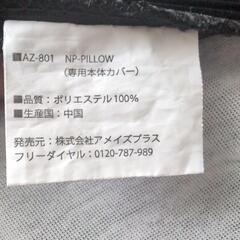 ■AZ-801 NP-PILLOW
(専用本体カバー)
■品質：ポリエステル100%
■生産国：中国
発売元：株式会社アメイズプラス
フリーダイヤル：0120-787-989